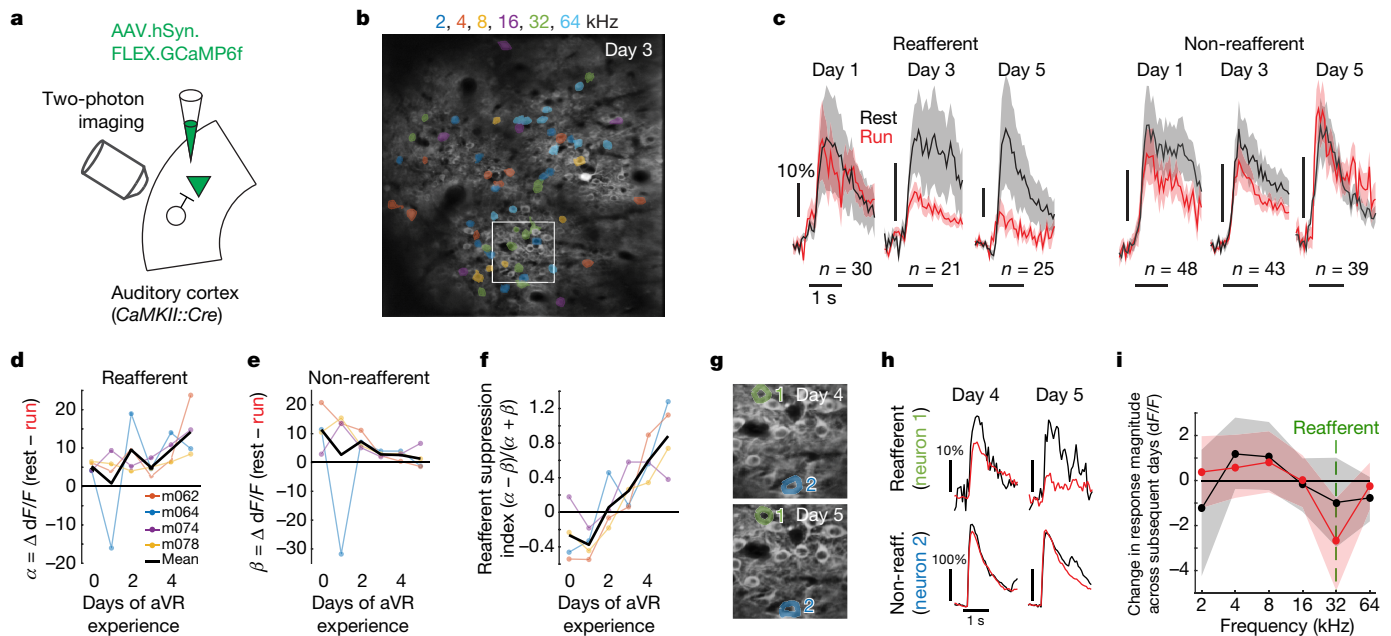 a
AAV.hSyn.
FLEX.GCaMP6f
Two-photon
imaging
Auditory cortex
(CaMKII::Cre)
b
2, 4, 8, 16, 32, 64 kHz
Day 3
c
Reafferent
Non-reafferent
Day 1
Day 3
Day 5
Day 1
Day 3
Day 5
Rest
Run
10%
n = 30
n = 21
n = 25
n = 48
n = 43
n = 39
1 s
d
Reafferent
α = Δ dF/F (rest – run)
20
10
0
−10
−20
m062
m064
m074
m078
Mean
0
2
4
Days of aVR
experience
e
Non-reafferent
β = Δ dF/F (rest – run)
20
10
0
−10
−20
−30
0
2
4
Days of aVR
experience
f
Reafferent suppression
index (α – β)/(α + β)
1.2
0.8
0.4
0
−0.4
0
2
4
Days of aVR
experience
g
1
Day 4
2
1
Day 5
2
h
Day 4
Day 5
Reafferent
(neuron 1)
10%
Non-reaff.
(neuron 2)
100%
1 s
i
Reafferent
Change in response magnitude
across subsequent days (dF/F)
2
0
−2
−4
2
4
8
16
32
64
Frequency (kHz)